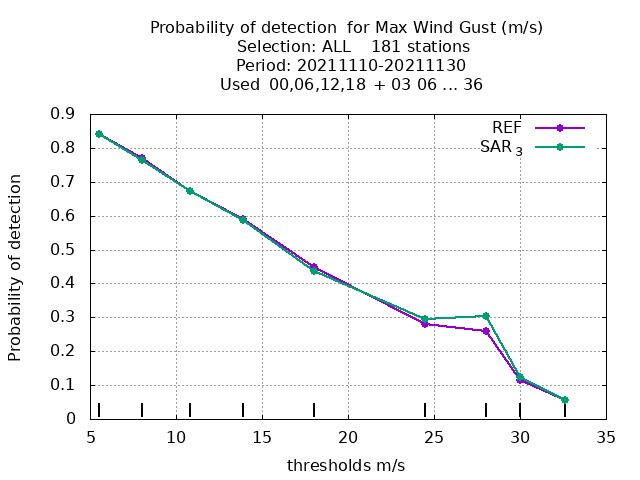 Probability of detection  for Max Wind Gust (m/s)
Selection: ALL    181 stations
Period: 20211110-20211130
Used  00,06,12,18  + 03 06 ... 36
REF
SAR 3
0.9
0.8
0.7
0.6
0.5
0.4
0.3
0.2
0.1
0
Probability of detection
5 10 15 20 25 30 35
thresholds m/s